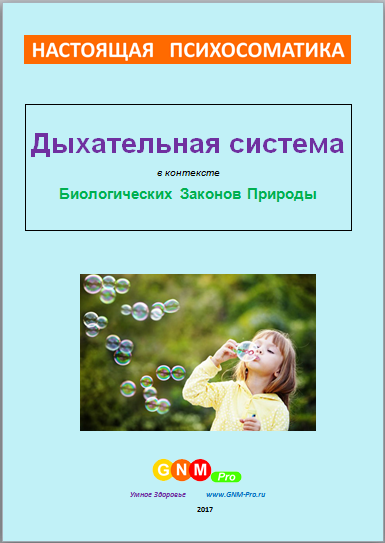 НАСТОЯЩАЯ ПСИХОСОМАТИКА
Дыхательная система
в контексте
Биологических Законов Природы
GNM Pro
Умное Здоровье www.GNM-Pro.ru
2017